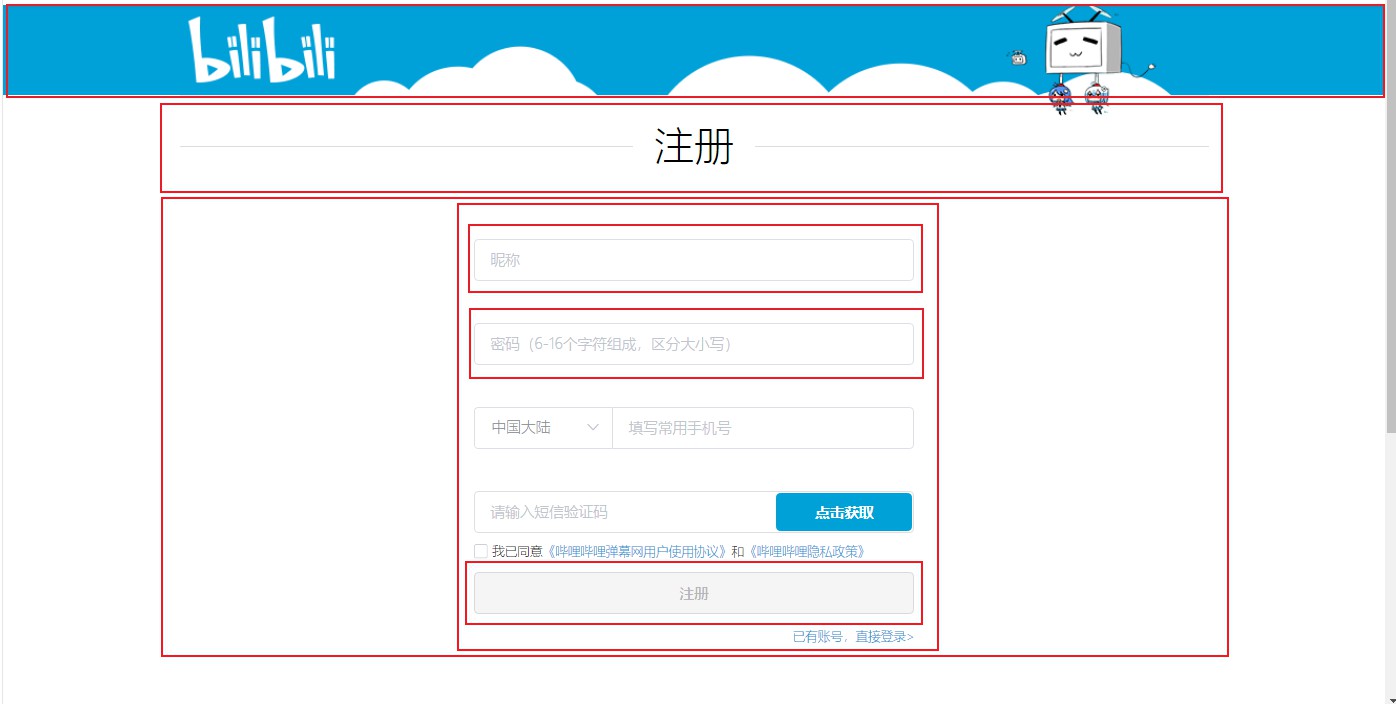 bilibili
注册
昵称
密码（6-16个字符组成，区分大小写）
中国大陆 填写常用手机号
请输入短信验证码 点击获取
我已同意《哔哩哔哩弹幕网用户使用协议》和《哔哩哔哩隐私政策》
注册
已有账号，直接登录>